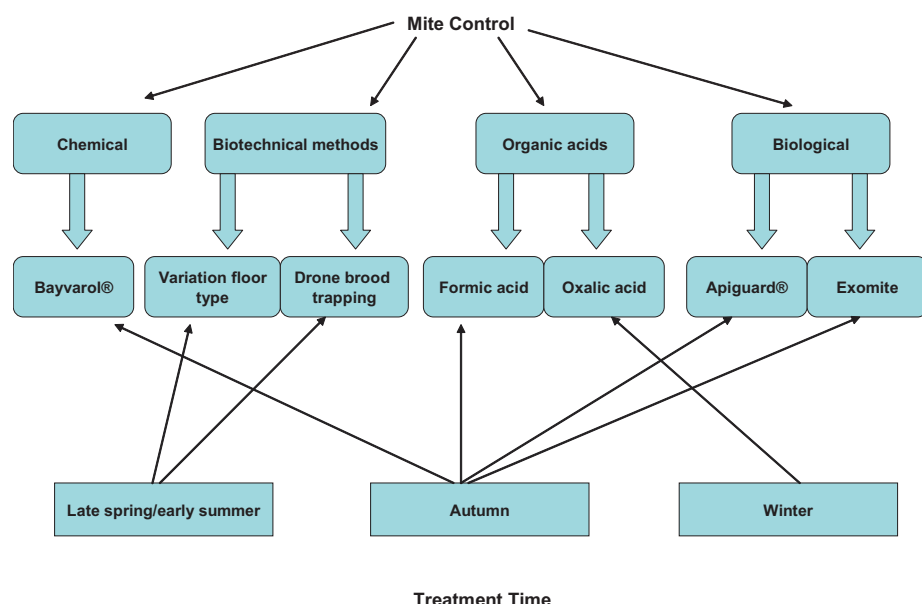 Mite Control
Chemical
Biotechnical methods
Organic acids
Biological
Bayvarol®
Variation floor
type
Drone brood
trapping
Formic acid
Oxalic acid
Apiguard®
Exomite
Late spring/early summer
Autumn
Winter
Treatment Time